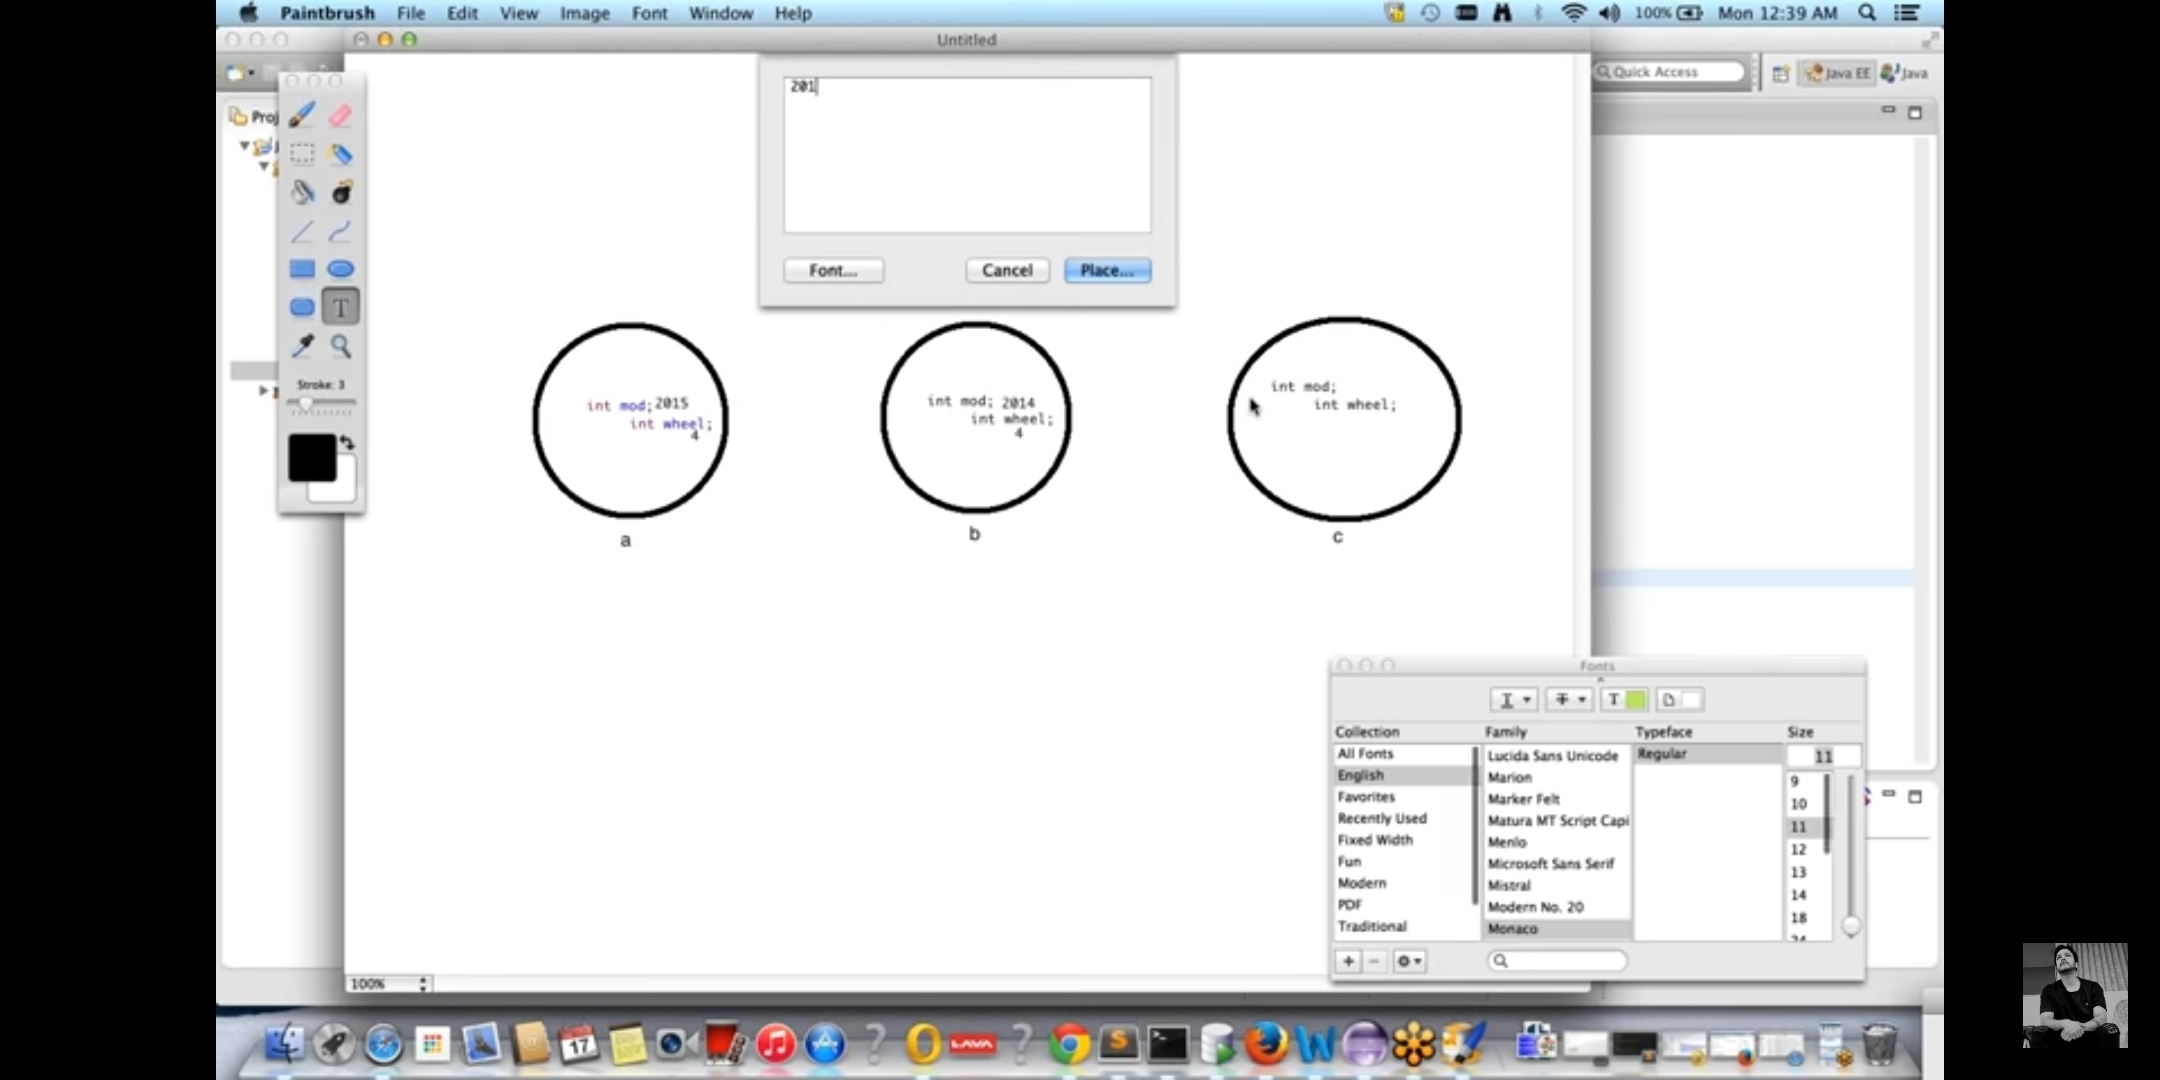 Paintbrush File Edit View Image Font Window Help
100% Mon 12:39 AM
Untitled
201
Font... Cancel Place...
Quick Access
Java EE Java
Proj
T
Stroke: 3
int mod; 2015
int wheel;
4
a
int mod; 2014
int wheel;
4
b
int mod;
int wheel;
c
Fonts
T T T
Collection Family Typeface Size
All Fonts
English
Favorites
Recently Used
Fixed Width
Fun
Modern
PDF
Traditional
Lucida Sans Unicode
Marion
Marker Felt
Matura MT Script Capi
Menlo
Microsoft Sans Serif
Mistral
Modern No. 20
Monaco
Regular
11
9
10
11
12
13
14
18
24
100%
17
LAVA